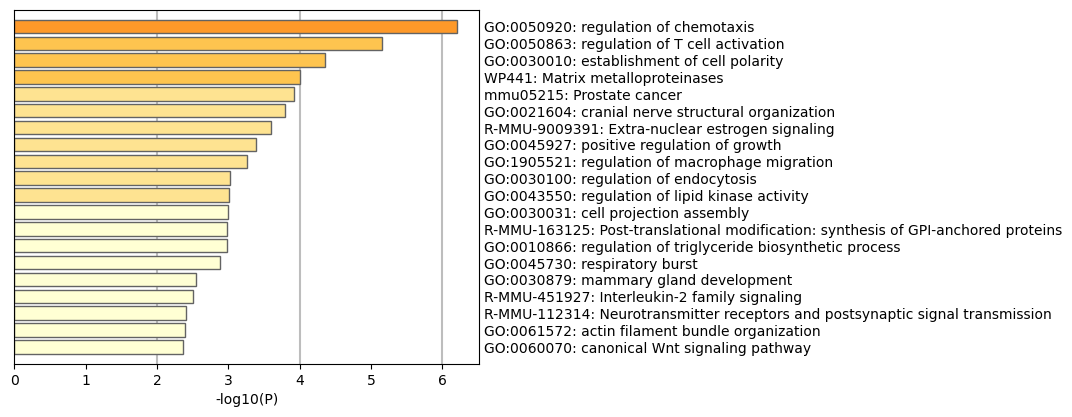 GO:0050920: regulation of chemotaxis
GO:0050863: regulation of T cell activation
GO:0030010: establishment of cell polarity
WP441: Matrix metalloproteinases
mmu05215: Prostate cancer
GO:0021604: cranial nerve structural organization
R-MMU-9009391: Extra-nuclear estrogen signaling
GO:0045927: positive regulation of growth
GO:1905521: regulation of macrophage migration
GO:0030100: regulation of endocytosis
GO:0043550: regulation of lipid kinase activity
GO:0030031: cell projection assembly
R-MMU-163125: Post-translational modification: synthesis of GPI-anchored proteins
GO:0010866: regulation of triglyceride biosynthetic process
GO:0045730: respiratory burst
GO:0030879: mammary gland development
R-MMU-451927: Interleukin-2 family signaling
R-MMU-112314: Neurotransmitter receptors and postsynaptic signal transmission
GO:0061572: actin filament bundle organization
GO:0060070: canonical Wnt signaling pathway
0 1 2 3 4 5 6
-log10(P)